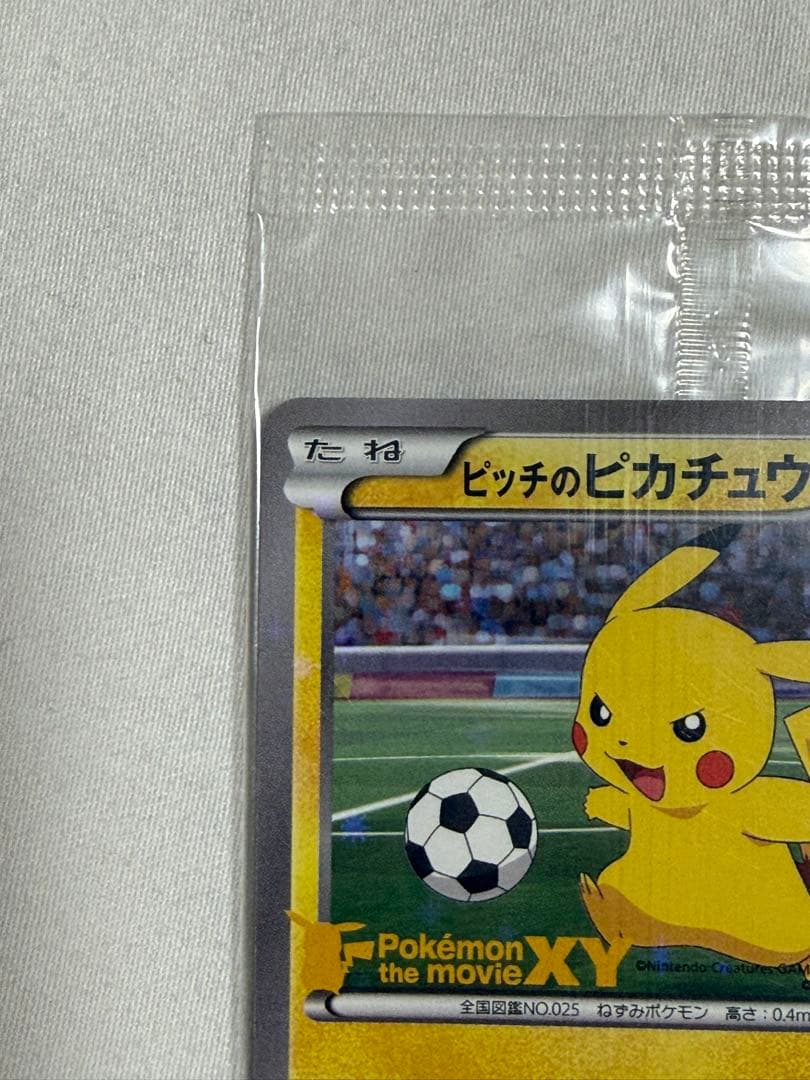 たね
ピッチのピカチュウ
Pokémon
the movie XY
©Nintendo·Creatures·GAM
全国図鑑NO.025 ねずみポケモン 高さ：0.4m